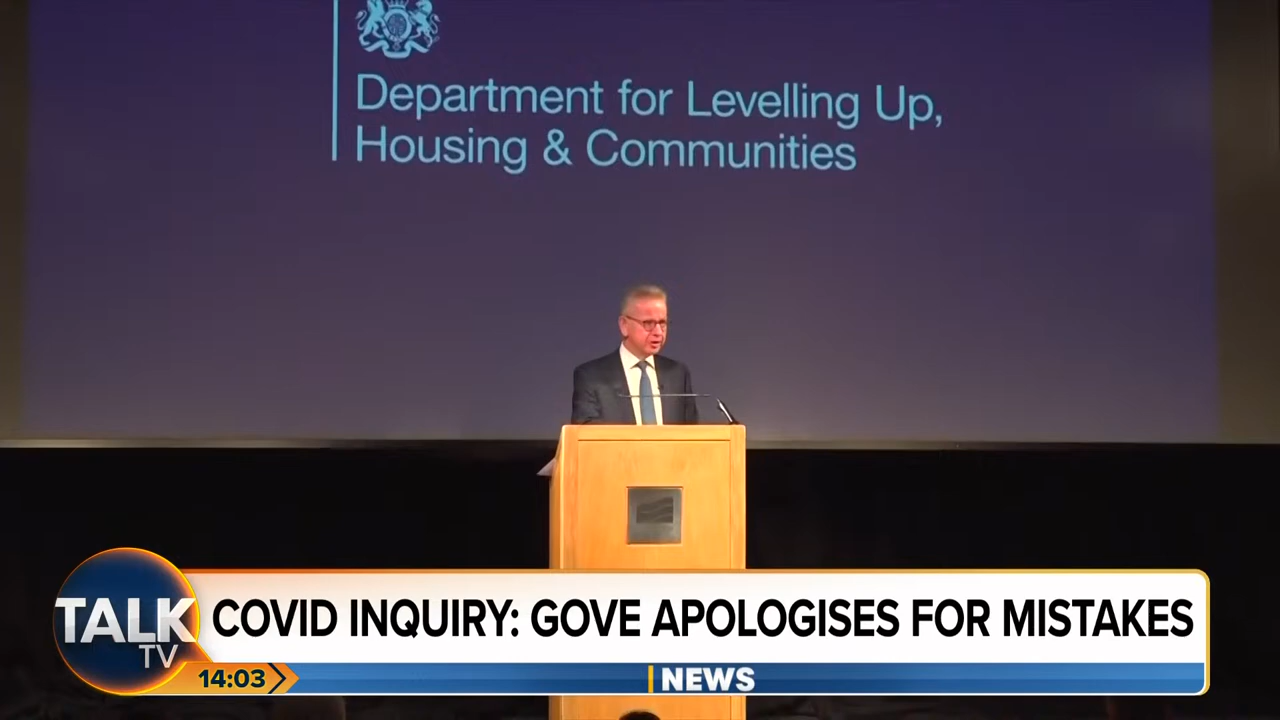 Department for Levelling Up,
Housing & Communities
TALK
TV
COVID INQUIRY: GOVE APOLOGISES FOR MISTAKES
14:03
NEWS